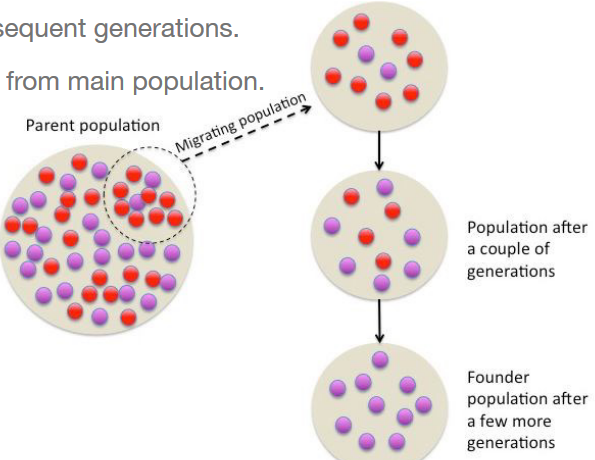 sequent generations.
from main population.
Parent population
Migrating population
Population after
a couple of
generations
Founder
population after
a few more
generations